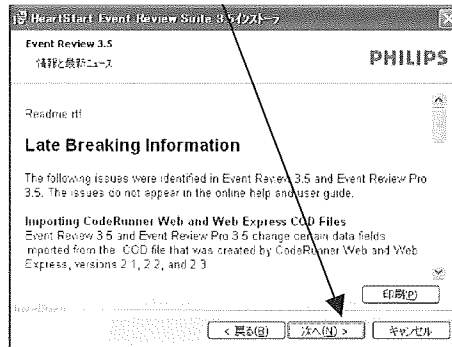 HeartStart Event Review Suite 3.5インストーラ
Event Review 3.5
情報と最新ニュース
PHILIPS
Readme.rtf
Late Breaking Information
The following issues were identified in Event Review 3.5 and Event Review Pro
3.5. The issues do not appear in the online help and user guide.
Importing CodeRunner Web and Web Express COD Files
Event Review 3.5 and Event Review Pro 3.5 change certain data fields
imported from the .COD file that was created by CodeRunner Web and Web
Express, versions 2.1, 2.2, and 2.3
印刷(P)
< 戻る(B)
次へ(N) >
キャンセル